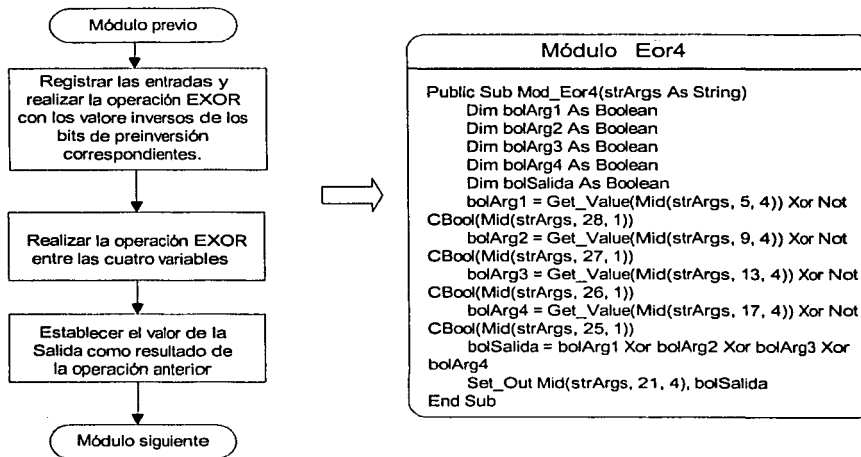 Módulo previo
Registrar las entradas y
realizar la operación EXOR
con los valore inversos de los
bits de preinversión
correspondientes.
Realizar la operación EXOR
entre las cuatro variables
Establecer el valor de la
Salida como resultado de
la operación anterior
Módulo siguiente
Módulo Eor4
Public Sub Mod_Eor4(strArgs As String)
Dim bolArg1 As Boolean
Dim bolArg2 As Boolean
Dim bolArg3 As Boolean
Dim bolArg4 As Boolean
Dim bolSalida As Boolean
bolArg1 = Get_Value(Mid(strArgs, 5, 4)) Xor Not
CBool(Mid(strArgs, 28, 1))
bolArg2 = Get_Value(Mid(strArgs, 9, 4)) Xor Not
CBool(Mid(strArgs, 27, 1))
bolArg3 = Get_Value(Mid(strArgs, 13, 4)) Xor Not
CBool(Mid(strArgs, 26, 1))
bolArg4 = Get_Value(Mid(strArgs, 17, 4)) Xor Not
CBool(Mid(strArgs, 25, 1))
bolSalida = bolArg1 Xor bolArg2 Xor bolArg3 Xor
bolArg4
Set_Out Mid(strArgs, 21, 4), bolSalida
End Sub